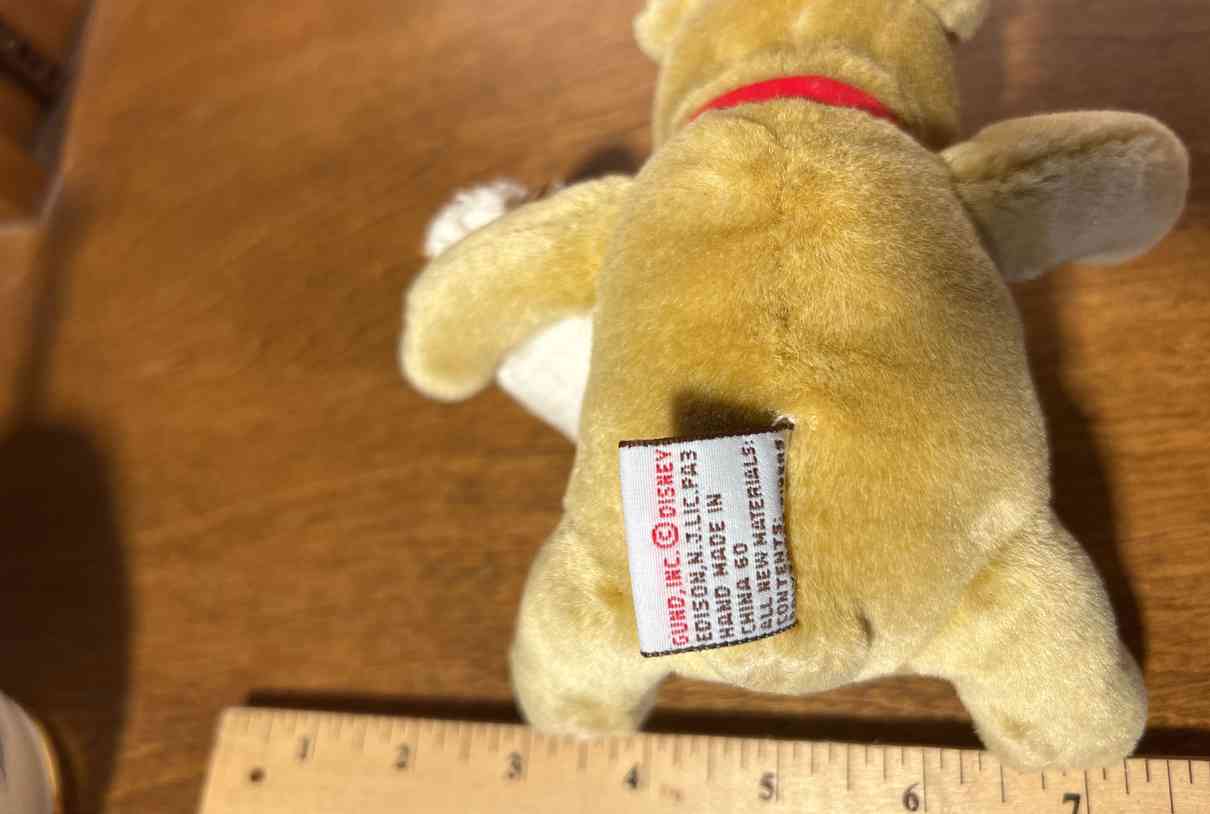 GUND, INC. © DISNEY
EDISON, N.J. LIC. PA3
HAND MADE IN
CHINA 60
ALL NEW MATERIALS:
CONTENTS:
1 2 3 4 5 6 7